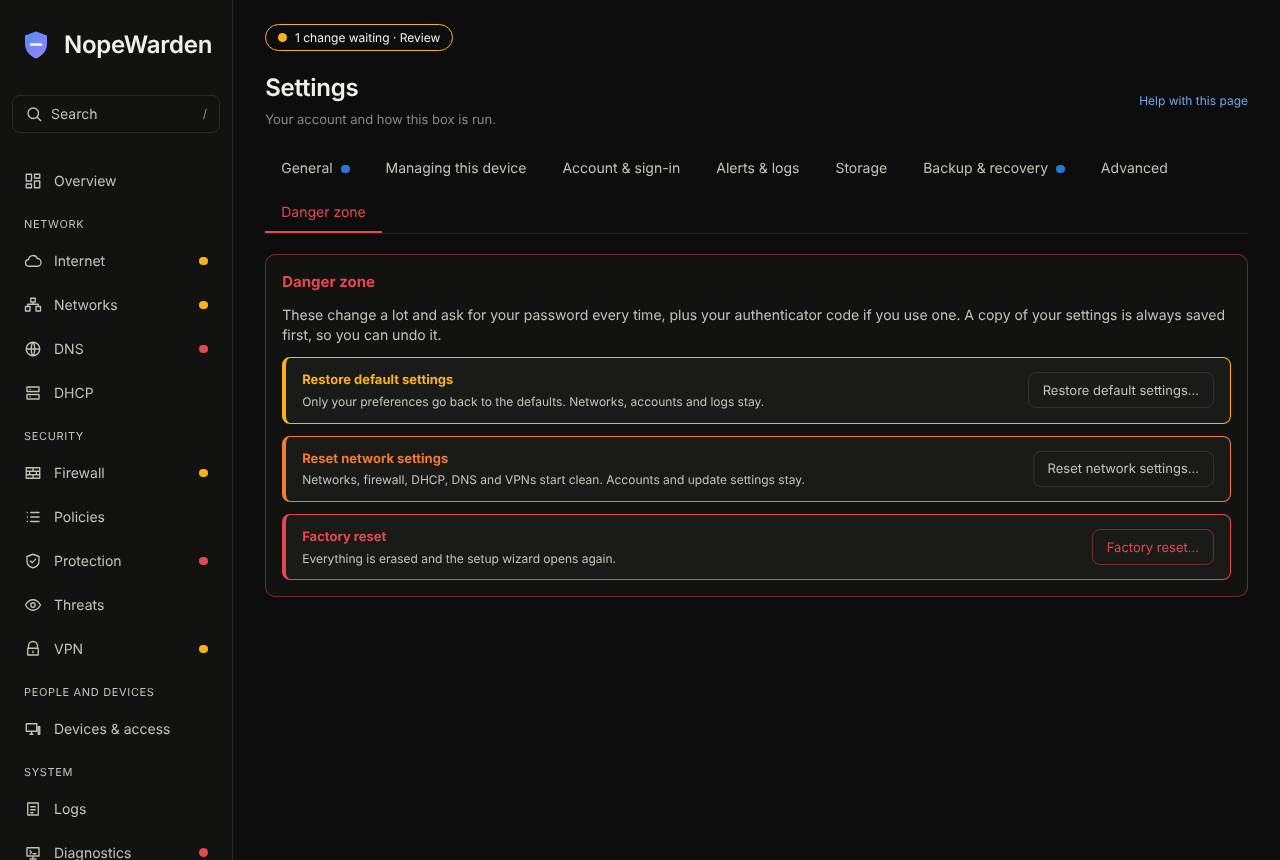 NopeWarden
Search /
Overview
NETWORK
Internet
Networks
DNS
DHCP
SECURITY
Firewall
Policies
Protection
Threats
VPN
PEOPLE AND DEVICES
Devices & access
SYSTEM
Logs
Diagnostics
1 change waiting · Review
Settings
Your account and how this box is run.
Help with this page
General
Managing this device
Account & sign-in
Alerts & logs
Storage
Backup & recovery
Advanced
Danger zone
Danger zone
These change a lot and ask for your password every time, plus your authenticator code if you use one. A copy of your settings is always saved
first, so you can undo it.
Restore default settings
Only your preferences go back to the defaults. Networks, accounts and logs stay.
Restore default settings...
Reset network settings
Networks, firewall, DHCP, DNS and VPNs start clean. Accounts and update settings stay.
Reset network settings...
Factory reset
Everything is erased and the setup wizard opens again.
Factory reset...